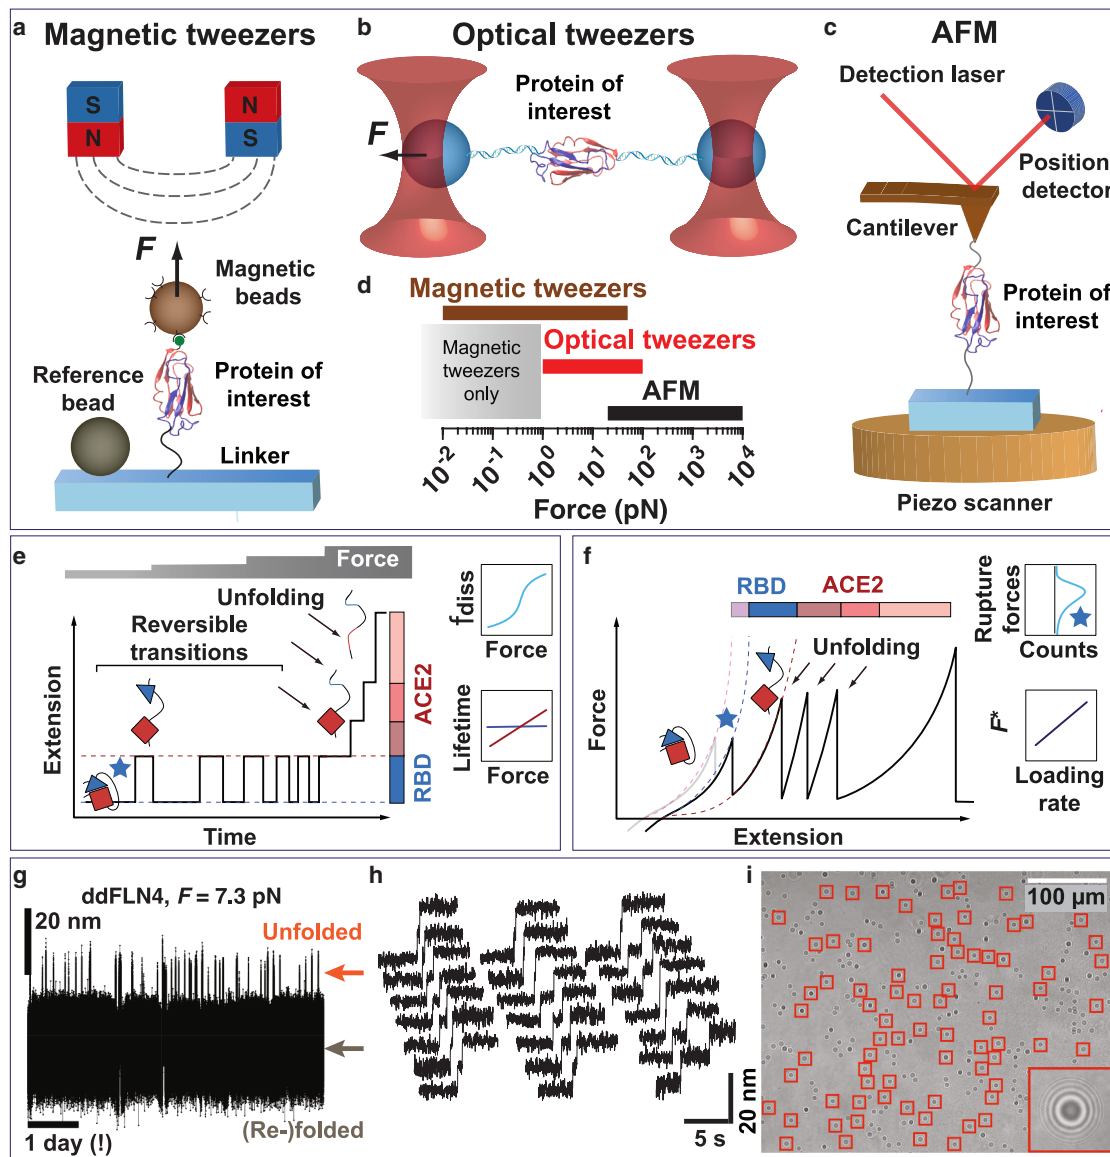 a
Magnetic tweezers
S
N
N
S
F
Magnetic
beads
Reference
bead
Protein of
interest
Linker
b
Optical tweezers
Protein of
interest
F
c
AFM
Detection laser
Position
detector
Cantilever
Protein of
interest
Piezo scanner
d
Magnetic tweezers
Magnetic
tweezers
only
Optical tweezers
AFM
10⁻² 10⁻¹ 10⁰ 10¹ 10² 10³ 10⁴
Force (pN)
e
Force
Unfolding
Reversible
transitions
Extension
Time
ACE2
RBD
fdiss
Force
Lifetime
Force
f
RBD
ACE2
Unfolding
Force
Extension
Rupture
forces
Counts
F*
Loading
rate
g
ddFLN4, F = 7.3 pN
20 nm
Unfolded
(Re-)folded
1 day (!)
h
20 nm
5 s
i
100 µm